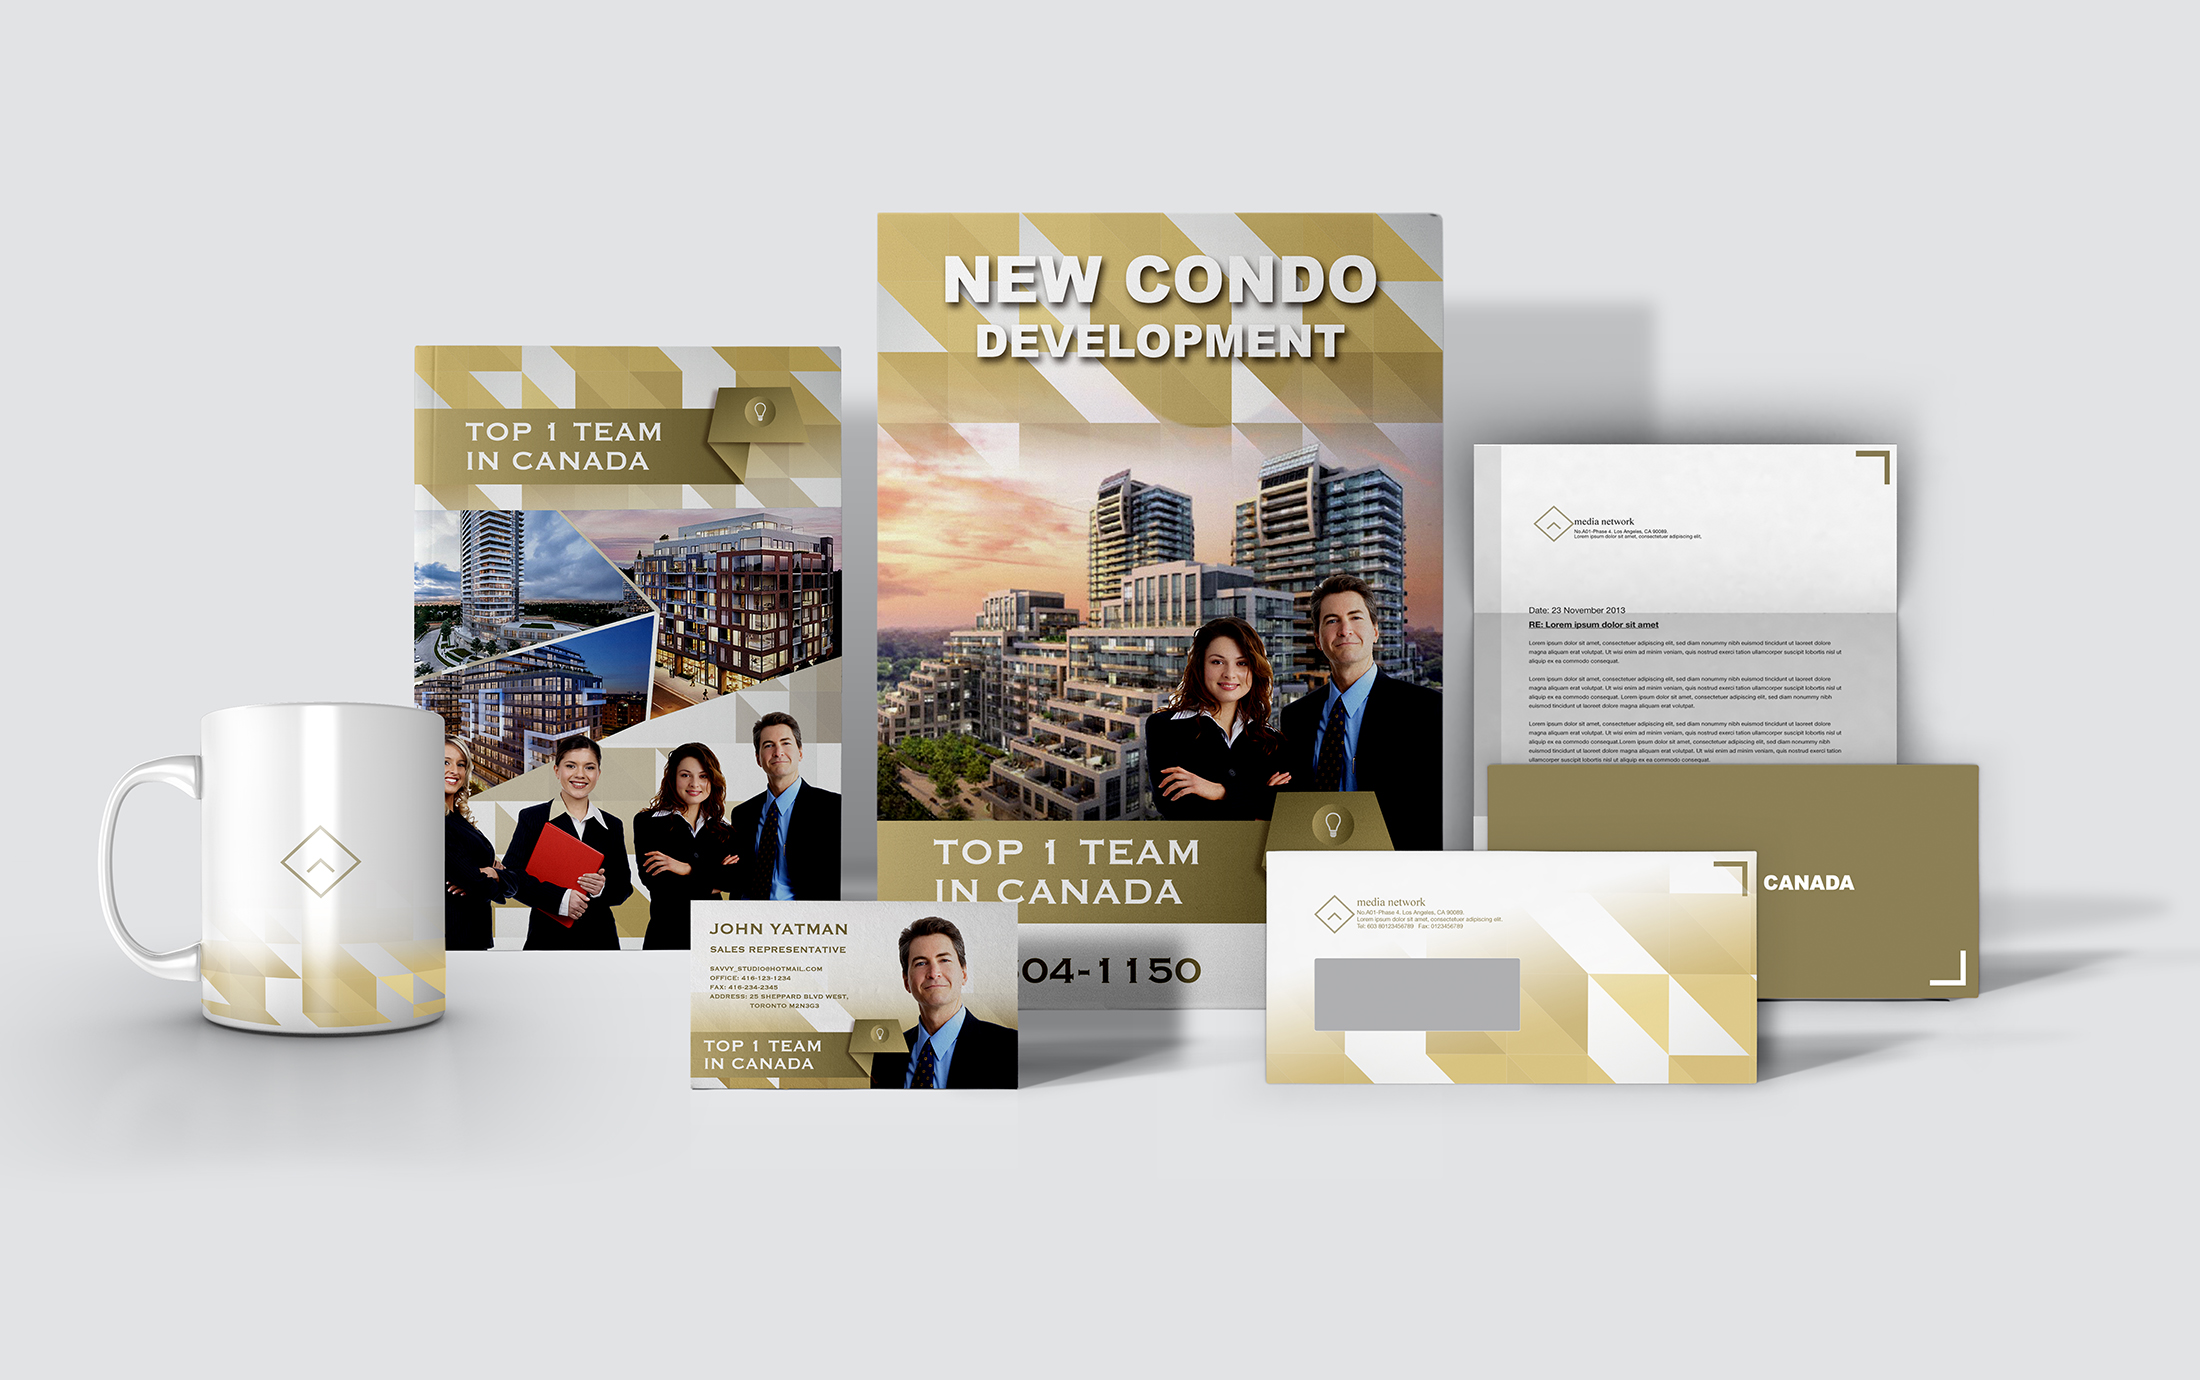 TOP 1 TEAM
IN CANADA
NEW CONDO
DEVELOPMENT
TOP 1 TEAM
IN CANADA
04-1150
JOHN YATMAN
SALES REPRESENTATIVE
SAVVY_STUDIO@HOTMAIL.COM
OFFICE: 416-123-1234
FAX: 416-234-2345
ADDRESS: 25 SHEPPARD BLVD WEST,
TORONTO M2N3G3
TOP 1 TEAM
IN CANADA
media network
No.A01-Phase 4. Los Angeles, CA 90089.
Lorem ipsum dolor sit amet, consectetuer adipiscing elit,
Date: 23 November 2013
RE: Lorem ipsum dolor sit amet
Lorem ipsum dolor sit amet, consectetuer adipiscing elit, sed diam nonummy nibh euismod tincidunt ut laoreet dolore
magna aliquam erat volutpat. Ut wisi enim ad minim veniam, quis nostrud exerci tation ullamcorper suscipit lobortis nisl ut
aliquip ex ea commodo consequat.
Lorem ipsum dolor sit amet, consectetuer adipiscing elit, sed diam nonummy nibh euismod tincidunt ut laoreet dolore
magna aliquam erat volutpat. Ut wisi enim ad minim veniam, quis nostrud exerci tation ullamcorper suscipit lobortis nisl ut
aliquip ex ea commodo consequat. Lorem ipsum dolor sit amet, consectetuer adipiscing elit, sed diam nonummy nibh
euismod tincidunt ut laoreet dolore magna aliquam erat volutpat.
Lorem ipsum dolor sit amet, consectetuer adipiscing elit, sed diam nonummy nibh euismod tincidunt ut laoreet dolore
magna aliquam erat volutpat. Ut wisi enim ad minim veniam, quis nostrud exerci tation ullamcorper suscipit lobortis nisl ut
aliquip ex ea commodo consequat.Lorem ipsum dolor sit amet, consectetuer adipiscing elit, sed diam nonummy nibh
euismod tincidunt ut laoreet dolore magna aliquam erat volutpat. Ut wisi enim ad minim veniam, quis nostrud exerci tation
ullamcorper suscipit lobortis nisl ut aliquip ex ea commodo consequat.
CANADA
media network
No.A01-Phase 4. Los Angeles, CA 90089.
Lorem ipsum dolor sit amet, consectetuer adipiscing elit.
Tel: 603 80123456789 Fax: 0123456789